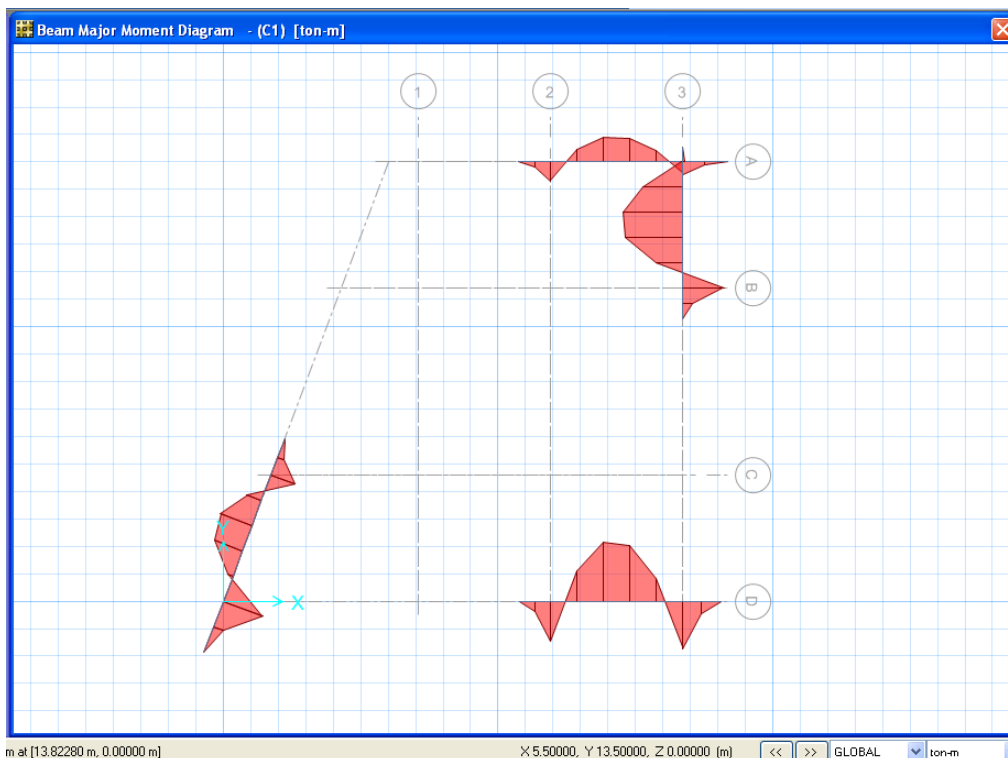 Beam Major Moment Diagram - (C1) [ton-m]
1 2 3
A
B
C
Y
X
D
m at [13.82280 m, 0.00000 m] X 5.50000, Y 13.50000, Z 0.00000 (m) << >> GLOBAL ton-m